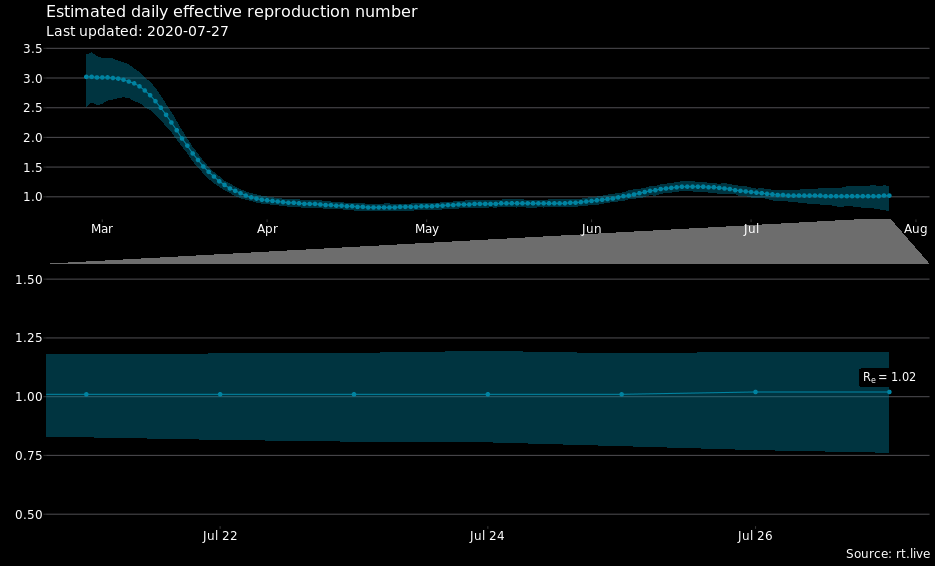 Estimated daily effective reproduction number
Last updated: 2020-07-27
3.5
3.0
2.5
2.0
1.5
1.0
Mar Apr May Jun Jul Aug
1.50
1.25
Re = 1.02
1.00
0.75
0.50
Jul 22 Jul 24 Jul 26
Source: rt.live